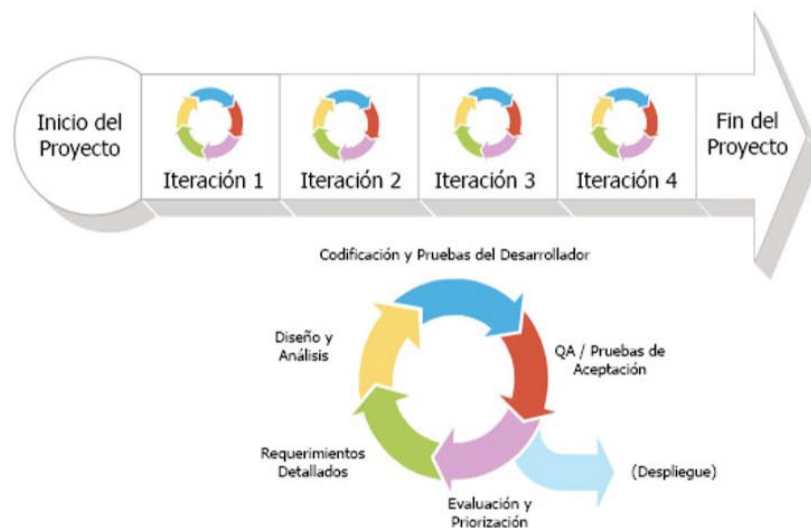 Inicio del
Proyecto
Iteración 1
Iteración 2
Iteración 3
Iteración 4
Fin del
Proyecto
Codificación y Pruebas del Desarrollador
Diseño y
Análisis
QA / Pruebas de
Aceptación
Requerimientos
Detallados
(Despliegue)
Evaluación y
Priorización